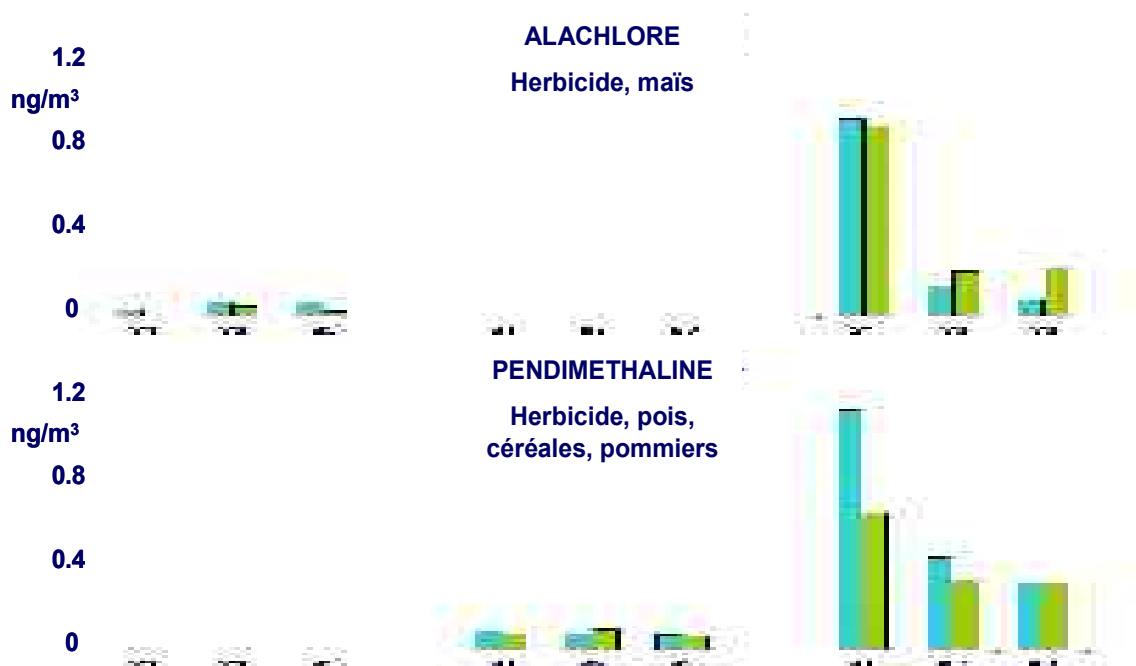 ALACHLORE
Herbicide, maïs
1.2
ng/m³
0.8
0.4
0
PENDIMETHALINE
Herbicide, pois,
céréales, pommiers
1.2
ng/m³
0.8
0.4
0